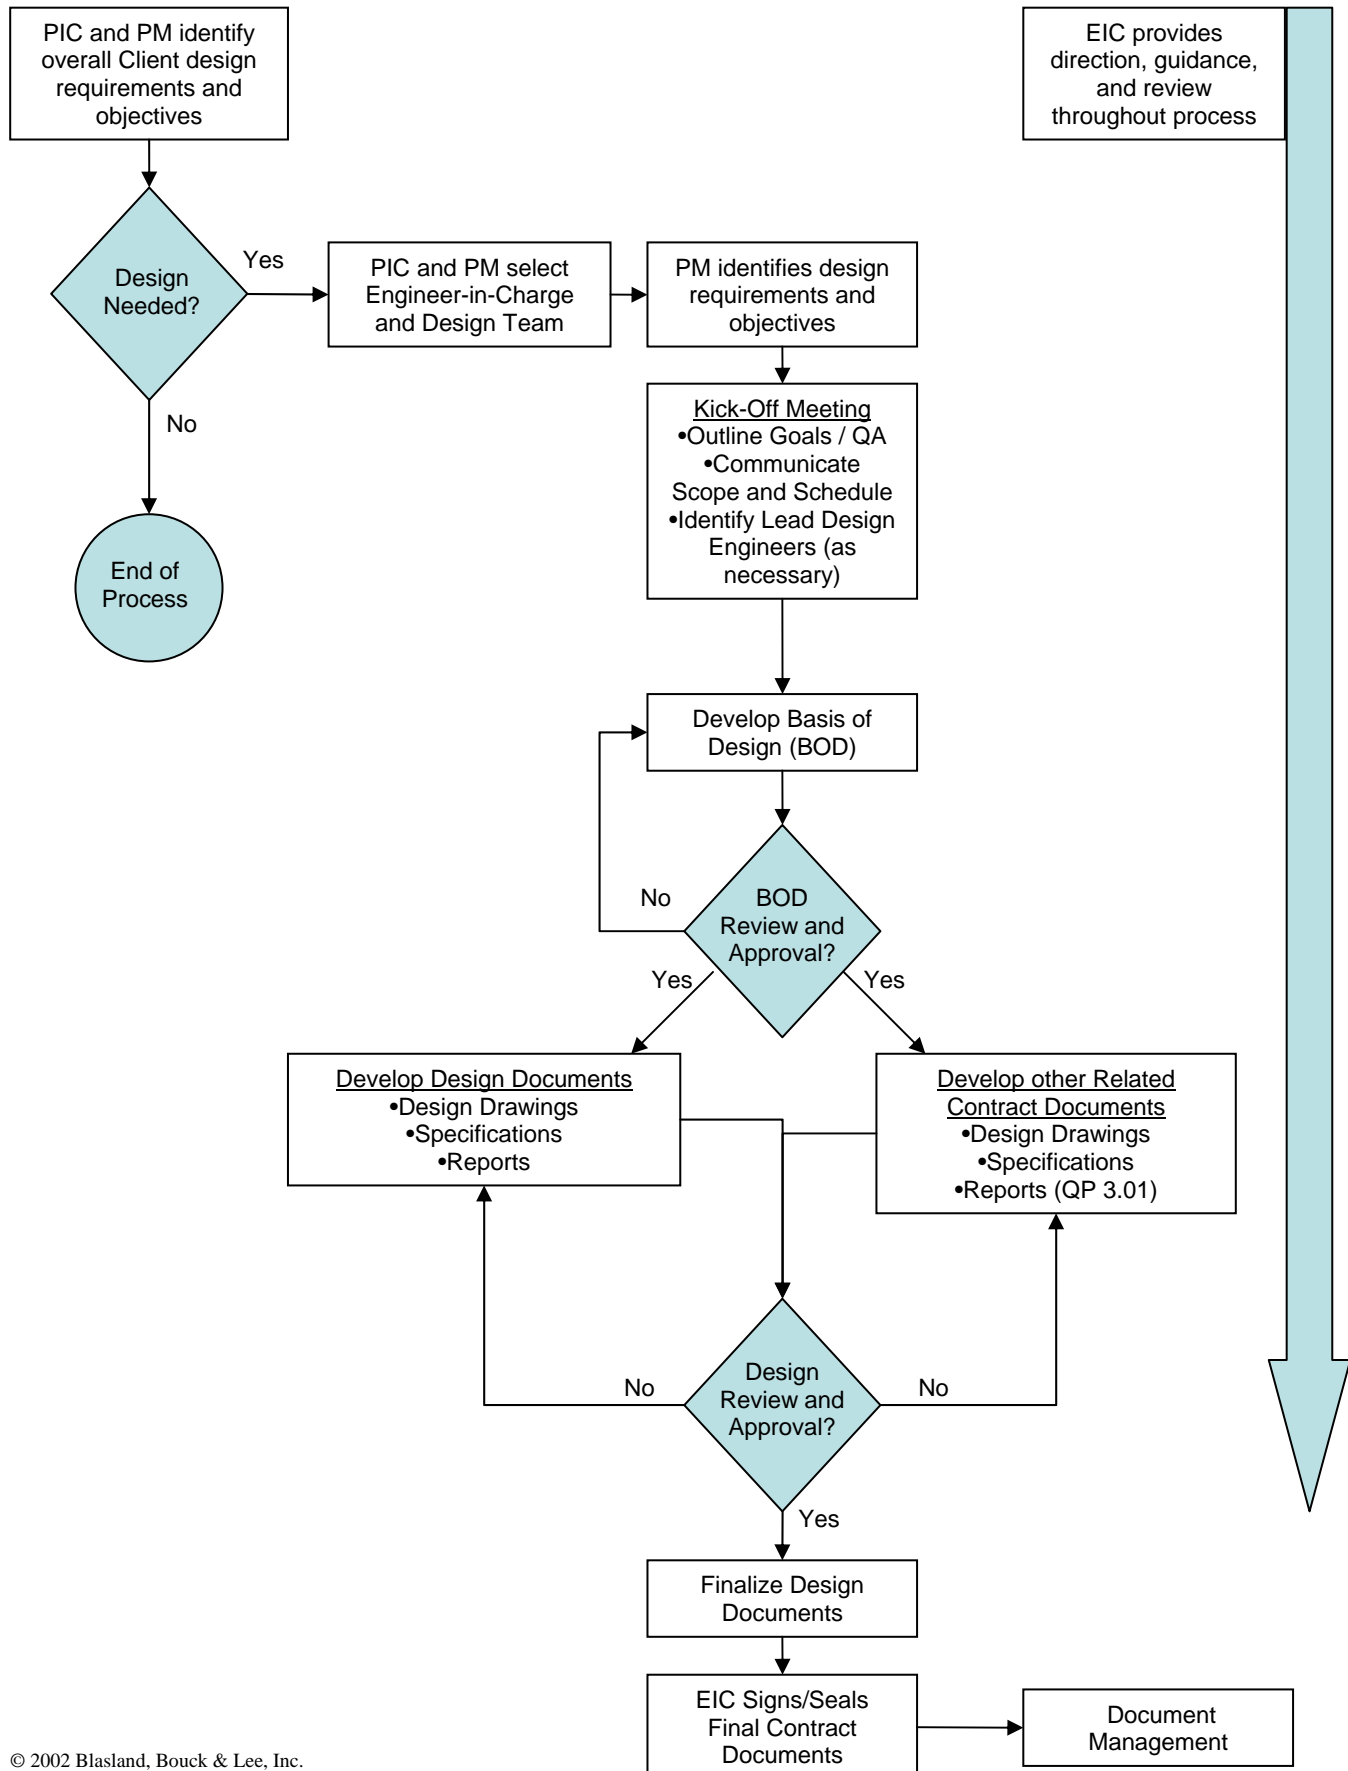 PIC and PM identify
overall Client design
requirements and
objectives
EIC provides
direction, guidance,
and review
throughout process
Design
Needed?
Yes
PIC and PM select
Engineer-in-Charge
and Design Team
PM identifies design
requirements and
objectives
No
End of
Process
Kick-Off Meeting
•Outline Goals / QA
•Communicate
Scope and Schedule
•Identify Lead Design
Engineers (as
necessary)
Develop Basis of
Design (BOD)
No
BOD
Review and
Approval?
Yes
Yes
Develop Design Documents
•Design Drawings
•Specifications
•Reports
Develop other Related
Contract Documents
•Design Drawings
•Specifications
•Reports (QP 3.01)
No
Design
Review and
Approval?
No
Yes
Finalize Design
Documents
EIC Signs/Seals
Final Contract
Documents
Document
Management
© 2002 Blasland, Bouck & Lee, Inc.